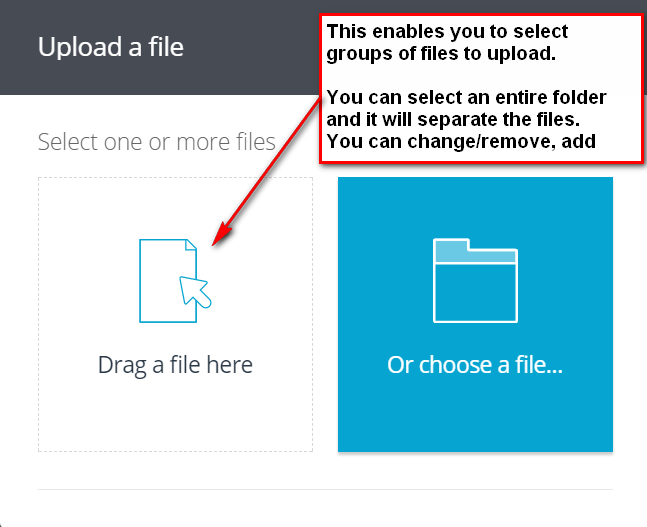 Upload a file
This enables you to select
groups of files to upload.
You can select an entire folder
and it will separate the files.
You can change/remove, add
Select one or more files
Drag a file here
Or choose a file...